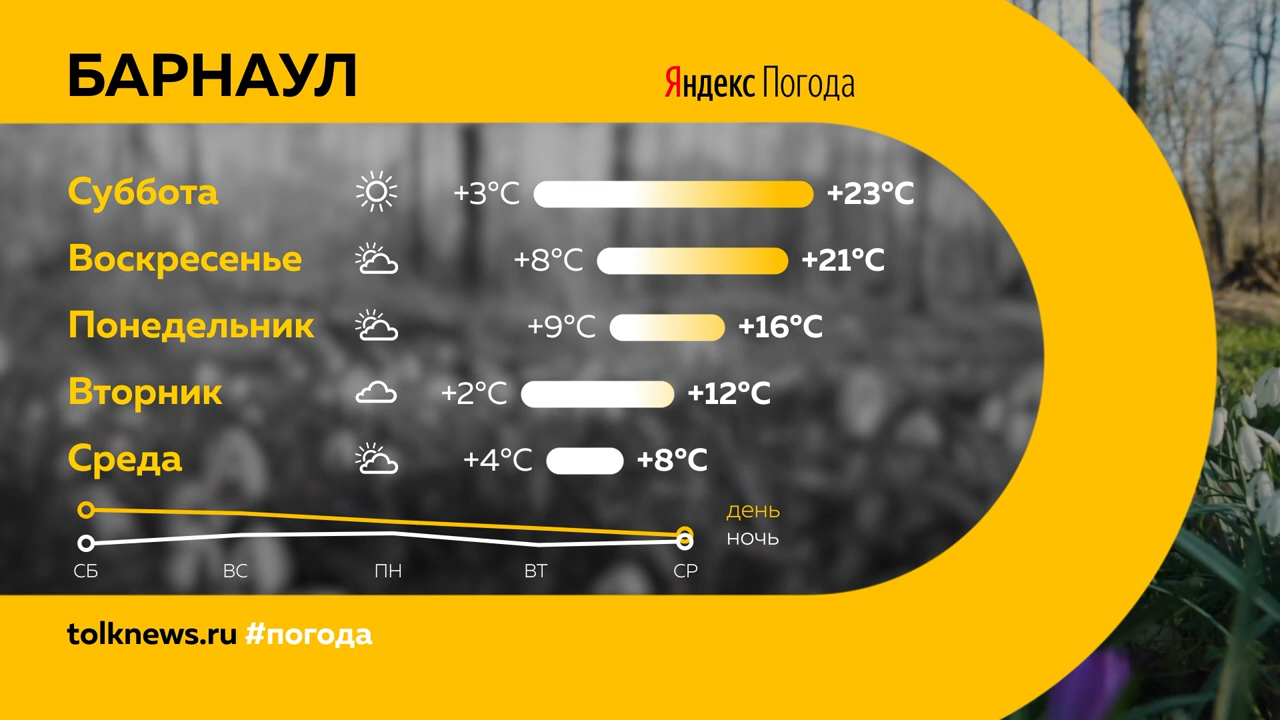 БАРНАУЛ
Яндекс Погода
Суббота +3°C +23°C
Воскресенье +8°C +21°C
Понедельник +9°C +16°C
Вторник +2°C +12°C
Среда +4°C +8°C
день
ночь
СБ ВС ПН ВТ СР
tolknews.ru #погода